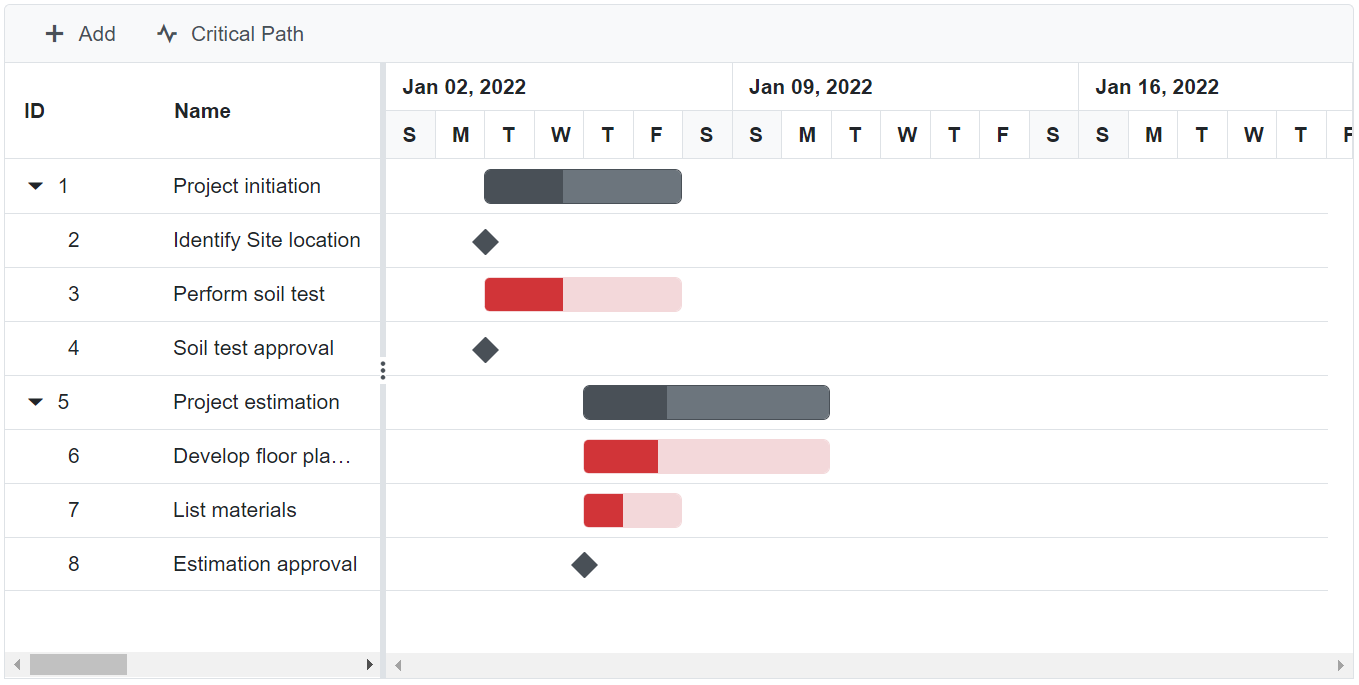 Add Critical Path
ID Name Jan 02, 2022 Jan 09, 2022 Jan 16, 2022
S M T W T F S S M T W T F S S M T W T F
1 Project initiation
2 Identify Site location
3 Perform soil test
4 Soil test approval
5 Project estimation
6 Develop floor pla…
7 List materials
8 Estimation approval